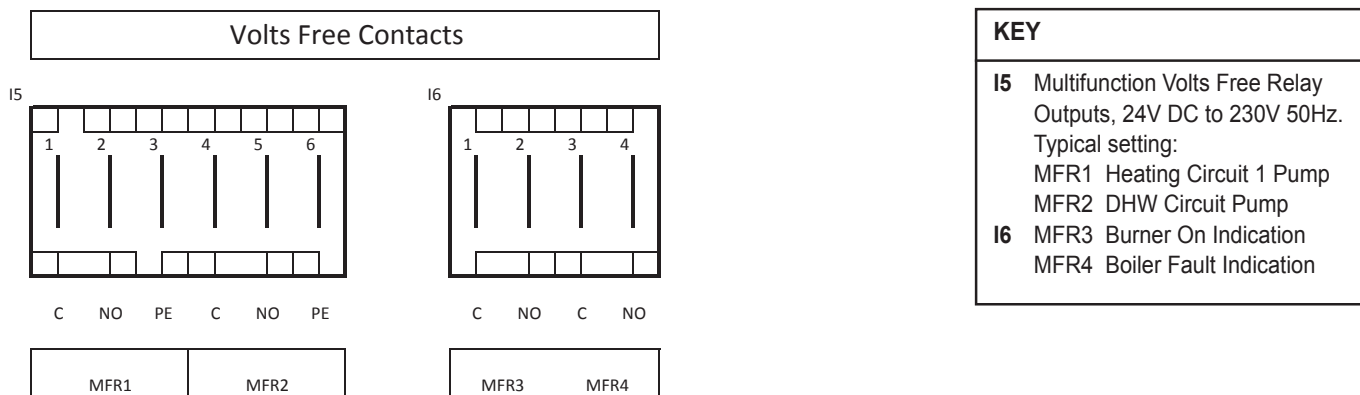 Volts Free Contacts
I5
1 2 3 4 5 6
C NO PE C NO PE
MFR1 MFR2
I6
1 2 3 4
C NO C NO
MFR3 MFR4
KEY
I5 Multifunction Volts Free Relay
Outputs, 24V DC to 230V 50Hz.
Typical setting:
MFR1 Heating Circuit 1 Pump
MFR2 DHW Circuit Pump
I6 MFR3 Burner On Indication
MFR4 Boiler Fault Indication